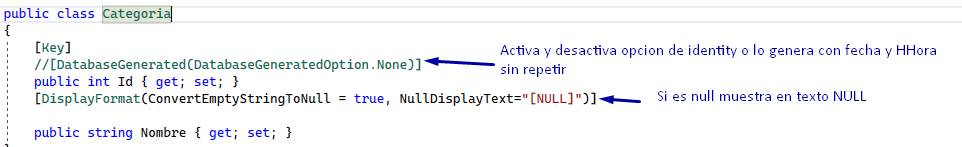 public class Categoria
{
[Key]
//[DatabaseGenerated(DatabaseGeneratedOption.None)]
Activa y desactiva opcion de identity o lo genera con fecha y HHora
sin repetir
public int Id { get; set; }
[DisplayFormat(ConvertEmptyStringToNull = true, NullDisplayText="[NULL]")]
Si es null muestra en texto NULL
public string Nombre { get; set; }